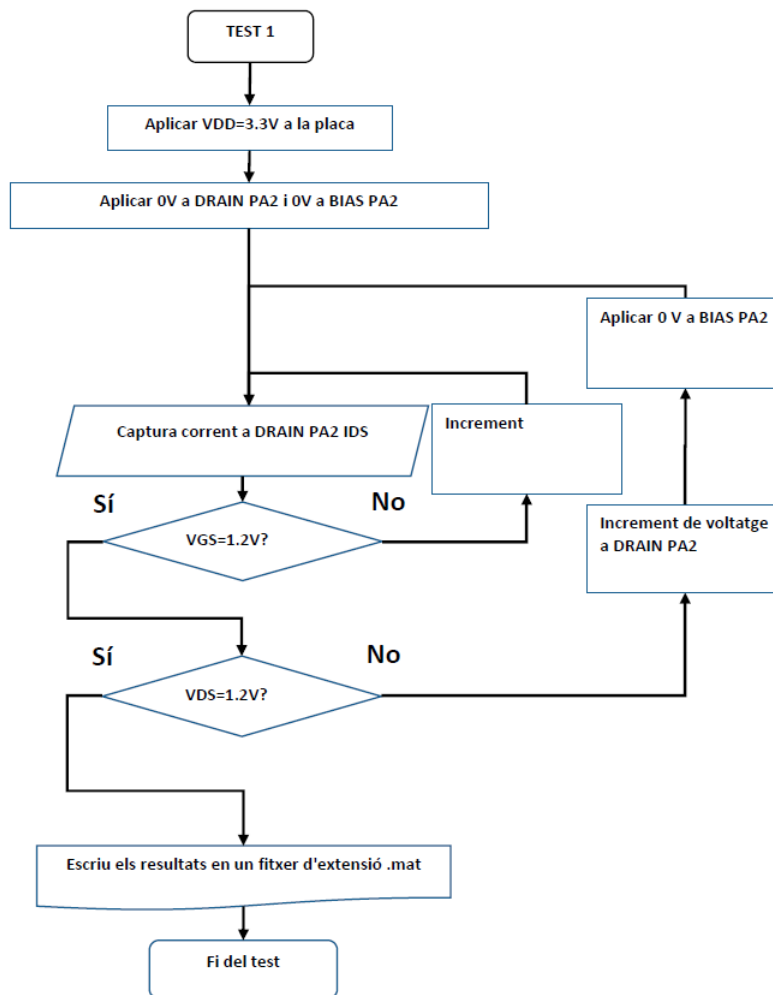 TEST 1
Aplicar VDD=3.3V a la placa
Aplicar 0V a DRAIN PA2 i 0V a BIAS PA2
Aplicar 0 V a BIAS PA2
Captura corrent a DRAIN PA2 IDS
Increment
Sí
No
VGS=1.2V?
Increment de voltatge
a DRAIN PA2
Sí
No
VDS=1.2V?
Escriu els resultats en un fitxer d'extensió .mat
Fi del test